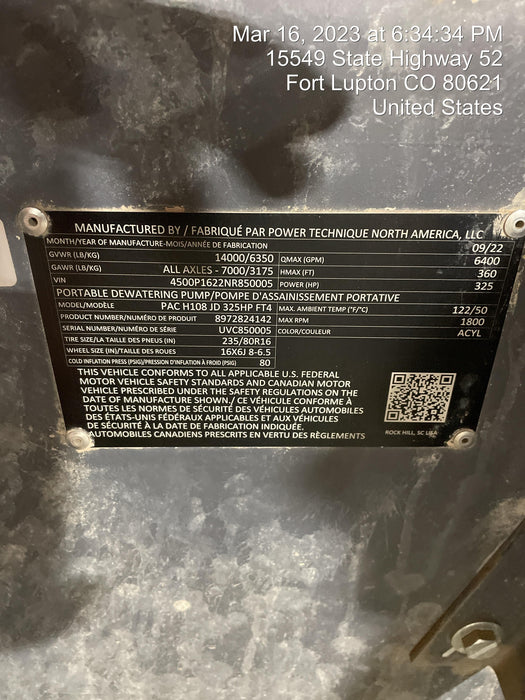 Mar 16, 2023 at 6:34:34 PM
15549 State Highway 52
Fort Lupton CO 80621
United States
MANUFACTURED BY / FABRIQUÉ PAR POWER TECHNIQUE NORTH AMERICA, LLC
MONTH/YEAR OF MANUFACTURE-MOIS/ANNÉE DE FABRICATION 09/22
GVWR (LB/KG) 14000/6350 QMAX (GPM) 6400
GAWR (LB/KG) ALL AXLES - 7000/3175 HMAX (FT) 360
VIN 4500P1622NR850005 POWER (HP) 325
PORTABLE DEWATERING PUMP/POMPE D'ASSAINISSEMENT PORTATIVE
MODEL/MODÈLE PAC H108 JD 325HP FT4 MAX. AMBIENT TEMP (°F/°C) 122/50
PRODUCT NUMBER/NUMÉRO DE PRODUIT 8972824142 MAX RPM 1800
SERIAL NUMBER/NUMÉRO DE SÉRIE UVC850005 COLOR/COULEUR ACYL
TIRE SIZE/LA TAILLE DES PNEUS (IN) 235/80R16
WHEEL SIZE (IN)/TAILLE DES ROUES 16X6J 8-6.5
COLD INFLATION PRESS (PSIG)/PRESSION D'INFLATION À FROID (PSIG) 80
THIS VEHICLE CONFORMS TO ALL APPLICABLE U.S. FEDERAL
MOTOR VEHICLE SAFETY STANDARDS AND CANADIAN MOTOR
VEHICLE PRESCRIBED UNDER THE SAFETY REGULATIONS ON THE
DATE OF MANUFACTURE SHOWN / CE VÉHICULE CONFORME À
TOUTES LES NORMES DE SÉCURITÉ DES VÉHICULES AUTOMOBILES
DES ÉTATS-UNIS FÉDÉRAUX APPLICABLES ET AUX VÉHICULES
DE SÉCURITÉ À LA DATE DE FABRICATION INDIQUÉE.
AUTOMOBILES CANADIENS PRESCRITS EN VERTU DES RÈGLEMENTS
ROCK HILL, SC USA